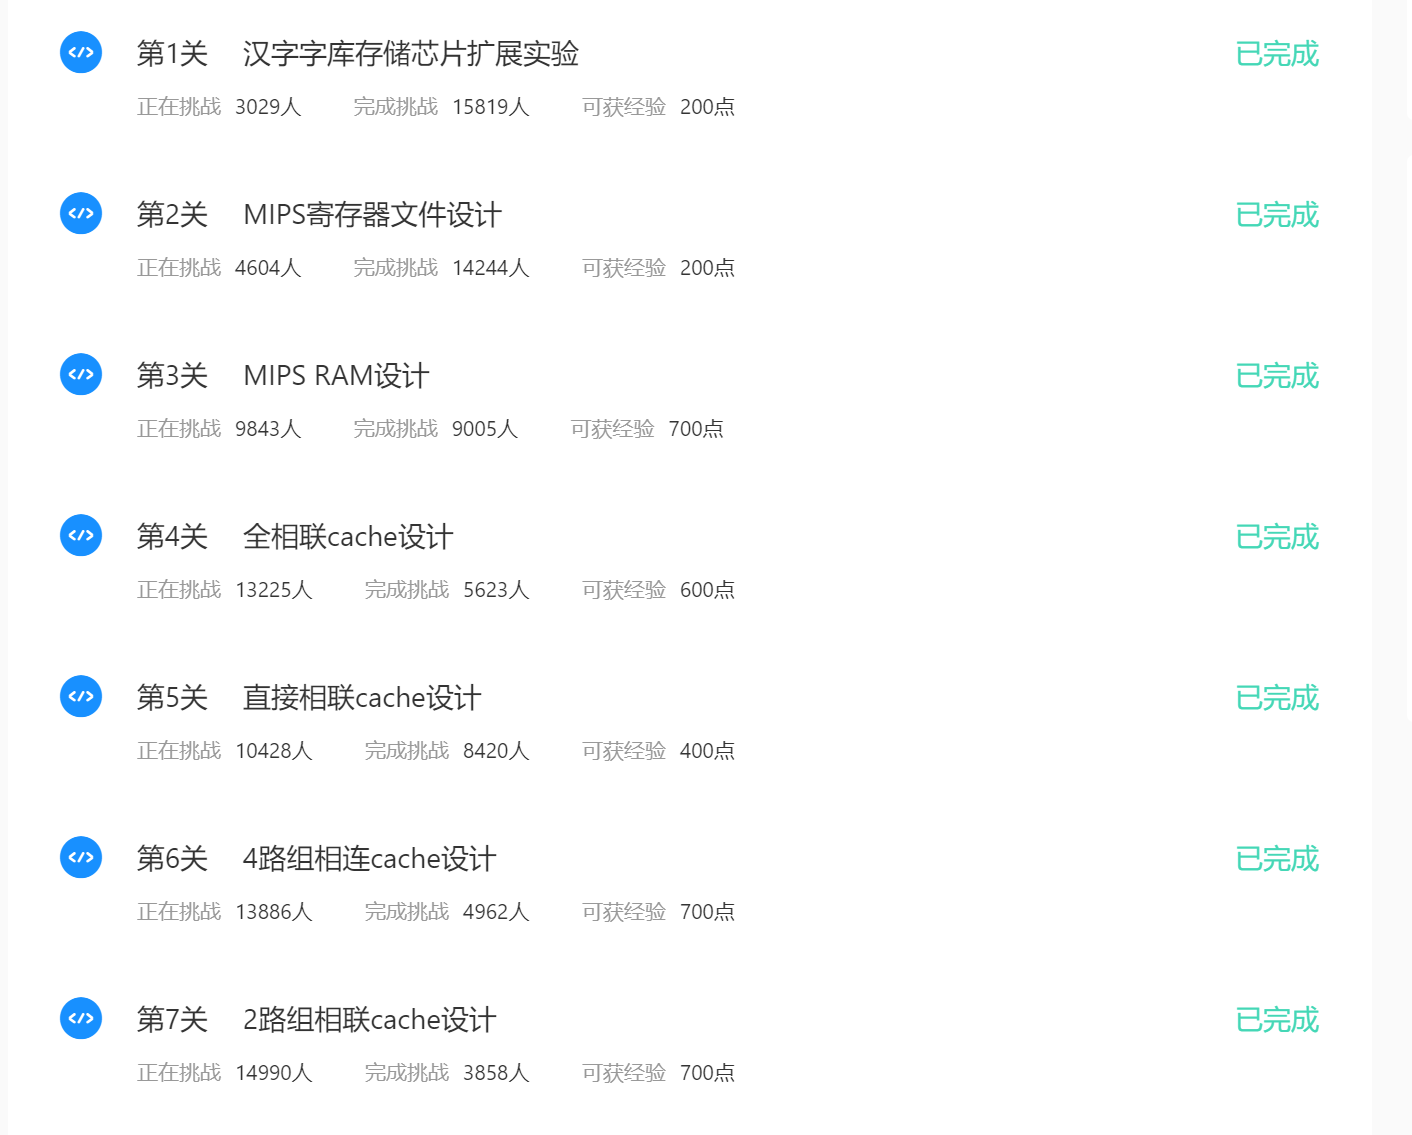 第1关 汉字字库存储芯片扩展实验 已完成
正在挑战 3029人 完成挑战 15819人 可获经验 200点
第2关 MIPS寄存器文件设计 已完成
正在挑战 4604人 完成挑战 14244人 可获经验 200点
第3关 MIPS RAM设计 已完成
正在挑战 9843人 完成挑战 9005人 可获经验 700点
第4关 全相联cache设计 已完成
正在挑战 13225人 完成挑战 5623人 可获经验 600点
第5关 直接相联cache设计 已完成
正在挑战 10428人 完成挑战 8420人 可获经验 400点
第6关 4路组相连cache设计 已完成
正在挑战 13886人 完成挑战 4962人 可获经验 700点
第7关 2路组相联cache设计 已完成
正在挑战 14990人 完成挑战 3858人 可获经验 700点